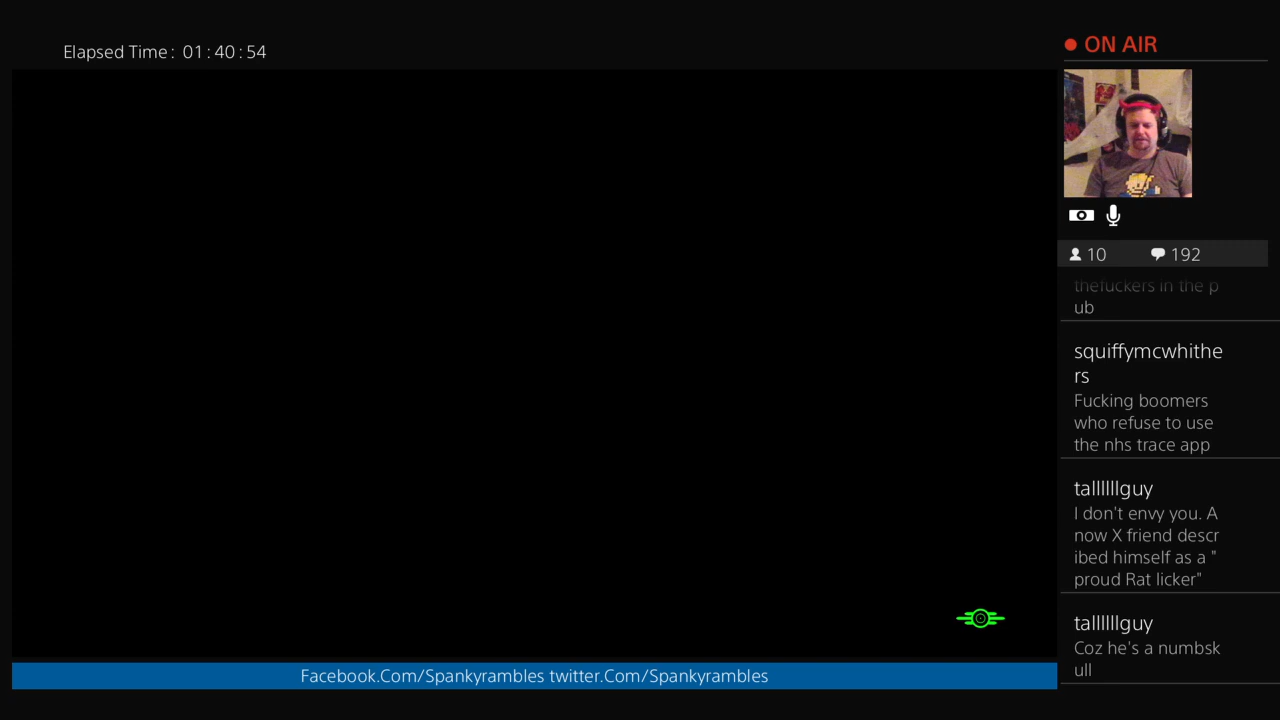 Elapsed Time: 01:40:54
ON AIR
10 192
thefuckers in the p
ub
squiffymcwhithe
rs
Fucking boomers
who refuse to use
the nhs trace app
talllllguy
I don't envy you. A
now X friend descr
ibed himself as a "
proud Rat licker"
talllllguy
Coz he's a numbsk
ull
Facebook.Com/Spankyrambles twitter.Com/Spankyrambles